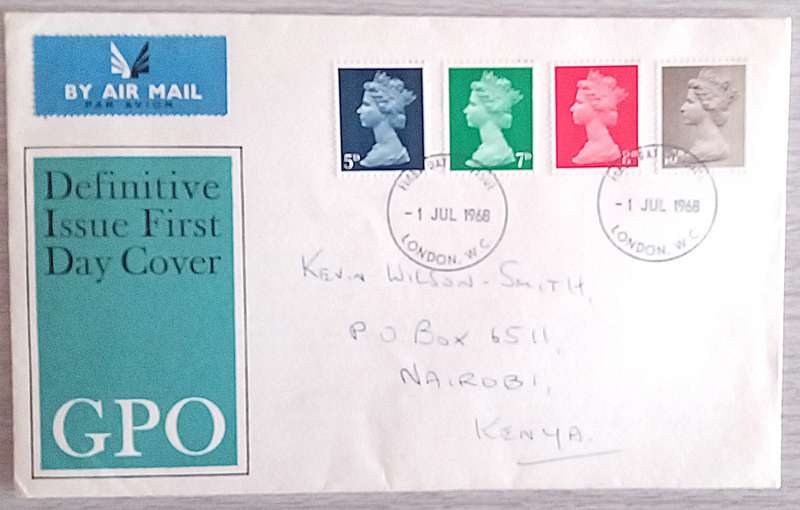 BY AIR MAIL
PAR AVION
5D
7D
Definitive
Issue First
Day Cover
GPO
- 1 JUL 1968
LONDON. W.C.
- 1 JUL 1968
LONDON. W.C.
KEVIN WILSON-SMITH,
P O BOX 6511,
NAIROBI,
KENYA.